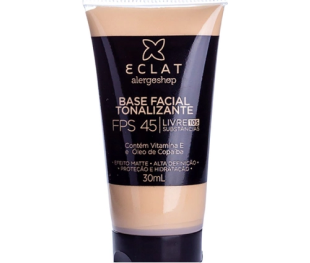 ECLAT
alergoshop
BASE FACIAL
TONALIZANTE
FPS 45 LIVRE 105
SUBSTÂNCIAS
Contém Vitamina E
e Óleo de Copaíba
• EFEITO MATTE • ALTA DEFINIÇÃO •
• PROTEÇÃO E HIDRATAÇÃO •
30mL